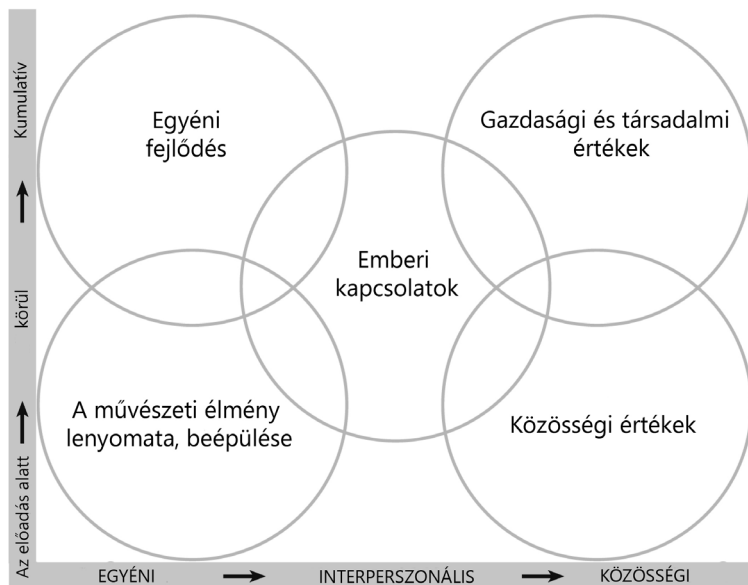 Kumulatív
körül
Az előadás alatt
Egyéni
fejlődés
Gazdasági és társadalmi
értékek
Emberi
kapcsolatok
A művészeti élmény
lenyomata, beépülése
Közösségi értékek
EGYÉNI
INTERPERSZONÁLIS
KÖZÖSSÉGI